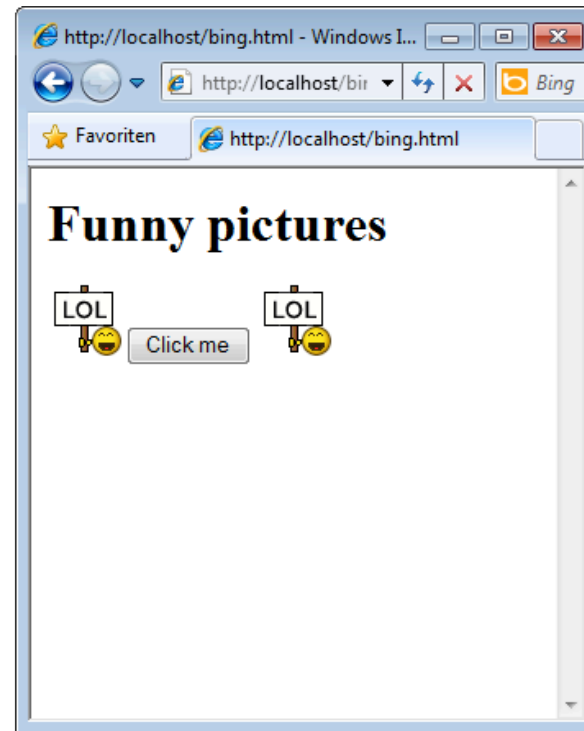 http://localhost/bing.html - Windows I...
http://localhost/bir
Bing
Favoriten
http://localhost/bing.html
Funny pictures
LOL
LOL
Click me